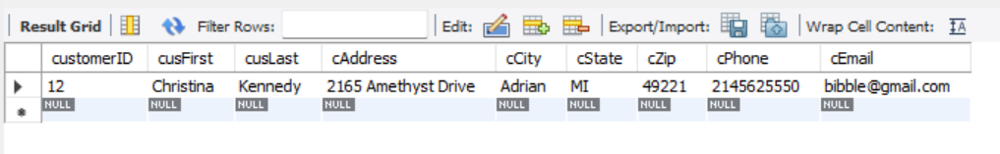 Result Grid Filter Rows: Edit: Export/Import: Wrap Cell Content: IA
customerID cusFirst cusLast cAddress cCity cState cZip cPhone cEmail
12 Christina Kennedy 2165 Amethyst Drive Adrian MI 49221 2145625550 bibble@gmail.com
NULL NULL NULL NULL NULL NULL NULL NULL NULL